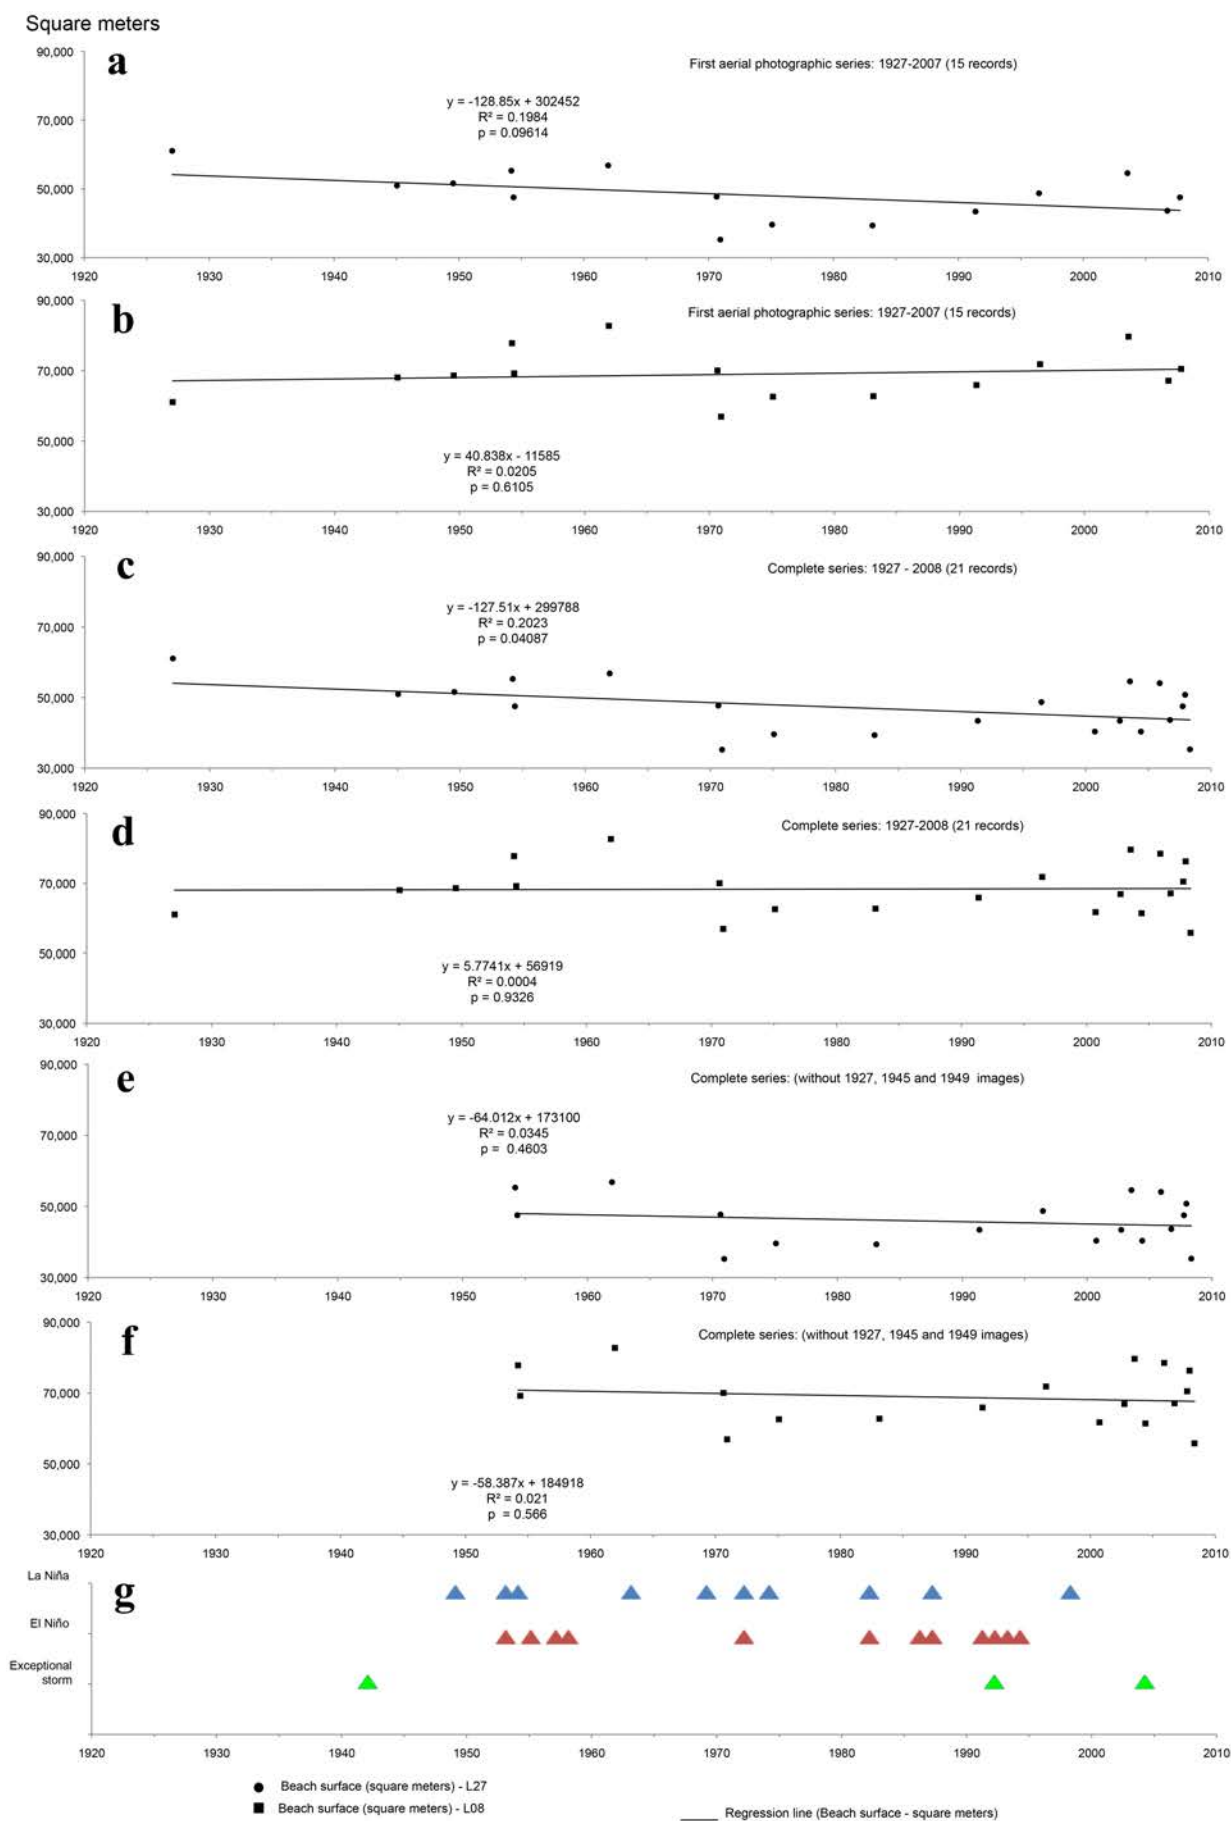 Square meters
a
First aerial photographic series: 1927-2007 (15 records)
y = -128.85x + 302452
R² = 0.1984
p = 0.09614
90,000
70,000
50,000
30,000
1920 1930 1940 1950 1960 1970 1980 1990 2000 2010
b
First aerial photographic series: 1927-2007 (15 records)
90,000
70,000
50,000
30,000
y = 40.838x - 11585
R² = 0.0205
p = 0.6105
1920 1930 1940 1950 1960 1970 1980 1990 2000 2010
c
Complete series: 1927 - 2008 (21 records)
y = -127.51x + 299788
R² = 0.2023
p = 0.04087
90,000
70,000
50,000
30,000
1920 1930 1940 1950 1960 1970 1980 1990 2000 2010
d
Complete series: 1927-2008 (21 records)
90,000
70,000
50,000
30,000
y = 5.7741x + 56919
R² = 0.0004
p = 0.9326
1920 1930 1940 1950 1960 1970 1980 1990 2000 2010
e
Complete series: (without 1927, 1945 and 1949 images)
y = -64.012x + 173100
R² = 0.0345
p = 0.4603
90,000
70,000
50,000
30,000
1920 1930 1940 1950 1960 1970 1980 1990 2000 2010
f
Complete series: (without 1927, 1945 and 1949 images)
90,000
70,000
50,000
30,000
y = -58.387x + 184918
R² = 0.021
p = 0.566
1920 1930 1940 1950 1960 1970 1980 1990 2000 2010
g
La Niña
El Niño
Exceptional
storm
1920 1930 1940 1950 1960 1970 1980 1990 2000 2010
Beach surface (square meters) - L27
Beach surface (square meters) - L08
Regression line (Beach surface - square meters)